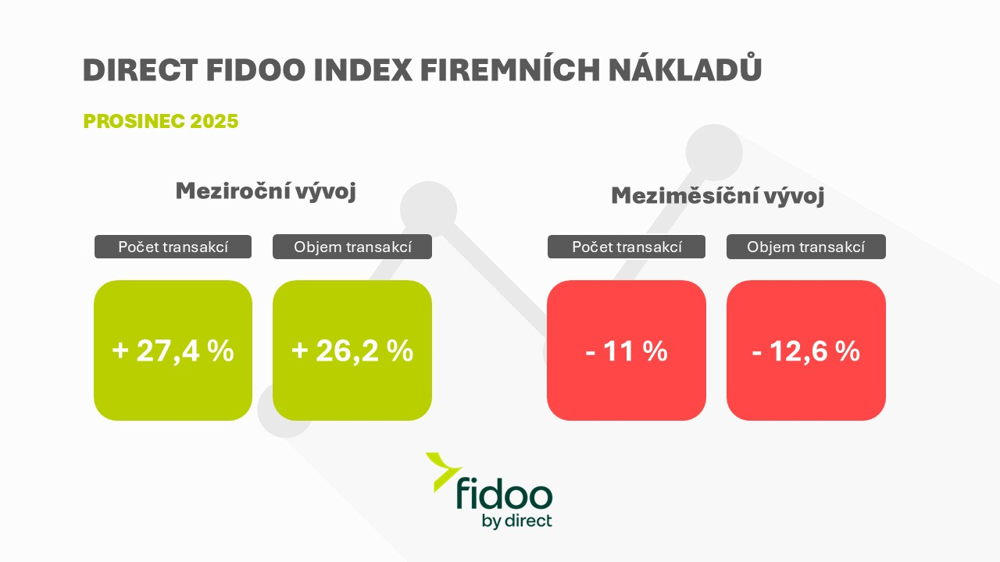 DIRECT FIDOO INDEX FIREMNÍCH NÁKLADŮ
PROSINEC 2025
Meziroční vývoj
Počet transakcí
Objem transakcí
+ 27,4 %
+ 26,2 %
Meziměsíční vývoj
Počet transakcí
Objem transakcí
- 11 %
- 12,6 %
fidoo
by direct